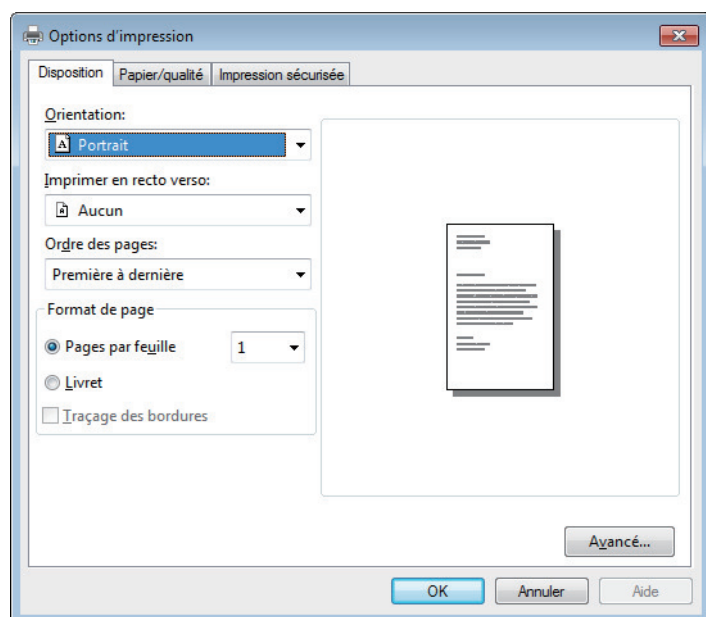 Options d'impression
Disposition Papier/qualité Impression sécurisée
Orientation:
A Portrait
Imprimer en recto verso:
Aucun
Ordre des pages:
Première à dernière
Format de page
Pages par feuille 1
Livret
Traçage des bordures
Avancé...
OK Annuler Aide